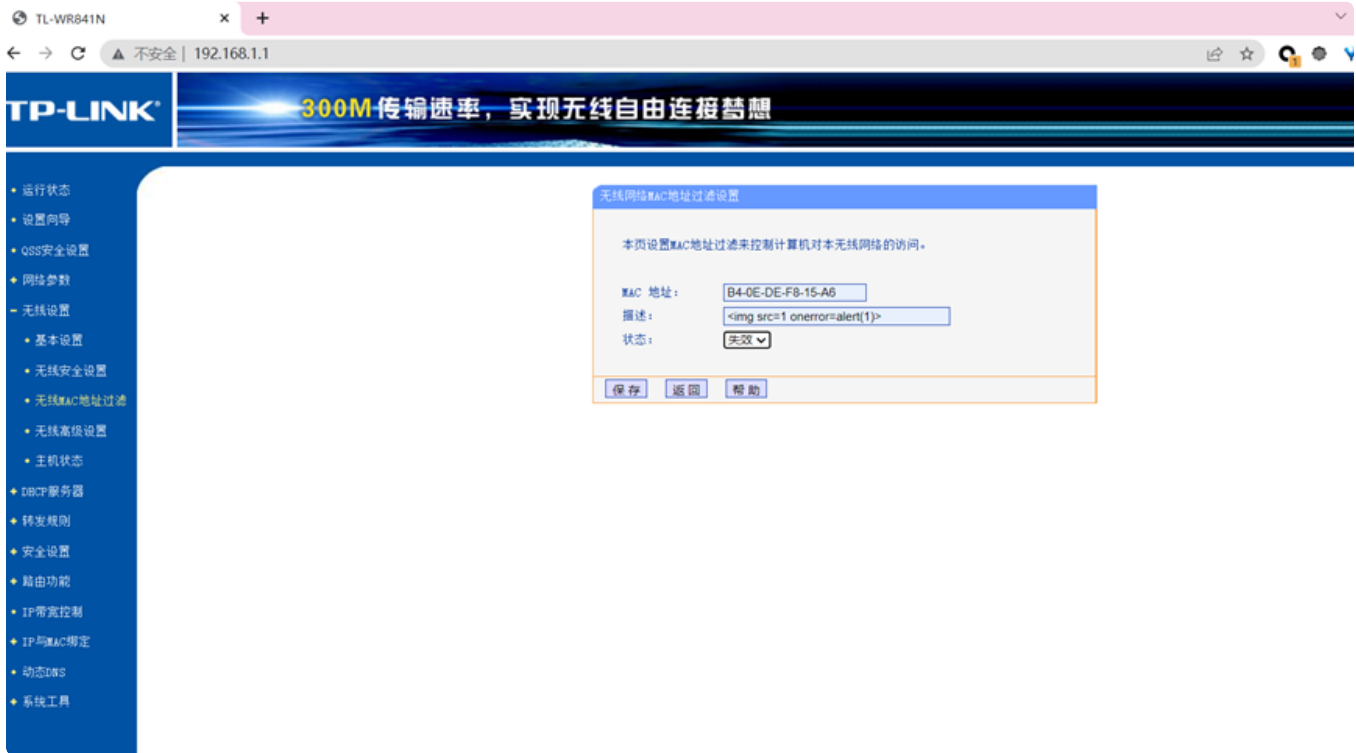 TL-WR841N
不安全 | 192.168.1.1
1
TP-LINK®
300M传输速率，实现无线自由连接梦想
运行状态
设置向导
QSS安全设置
网络参数
无线设置
基本设置
无线安全设置
无线MAC地址过滤
无线高级设置
主机状态
DHCP服务器
转发规则
安全设置
路由功能
IP带宽控制
IP与MAC绑定
动态DNS
系统工具
无线网络MAC地址过滤设置
本页设置MAC地址过滤来控制计算机对本无线网络的访问。
MAC 地址： B4-0E-DE-F8-15-A6
描述： <img src=1 onerror=alert(1)>
状态： 失效
保存 返回 帮助